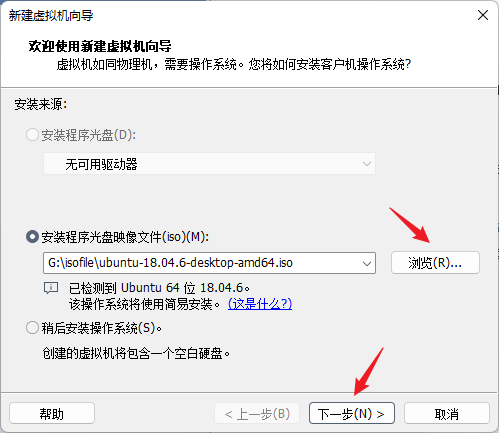 新建虚拟机向导
欢迎使用新建虚拟机向导
虚拟机如同物理机，需要操作系统。您将如何安装客户机操作系统?
安装来源:
安装程序光盘(D):
无可用驱动器
安装程序光盘映像文件(iso)(M):
G:\isofile\ubuntu-18.04.6-desktop-amd64.iso
浏览(R)...
已检测到 Ubuntu 64 位 18.04.6。
该操作系统将使用简易安装。 (这是什么?)
稍后安装操作系统(S)。
创建的虚拟机将包含一个空白硬盘。
帮助
< 上一步(B)
下一步(N) >
取消